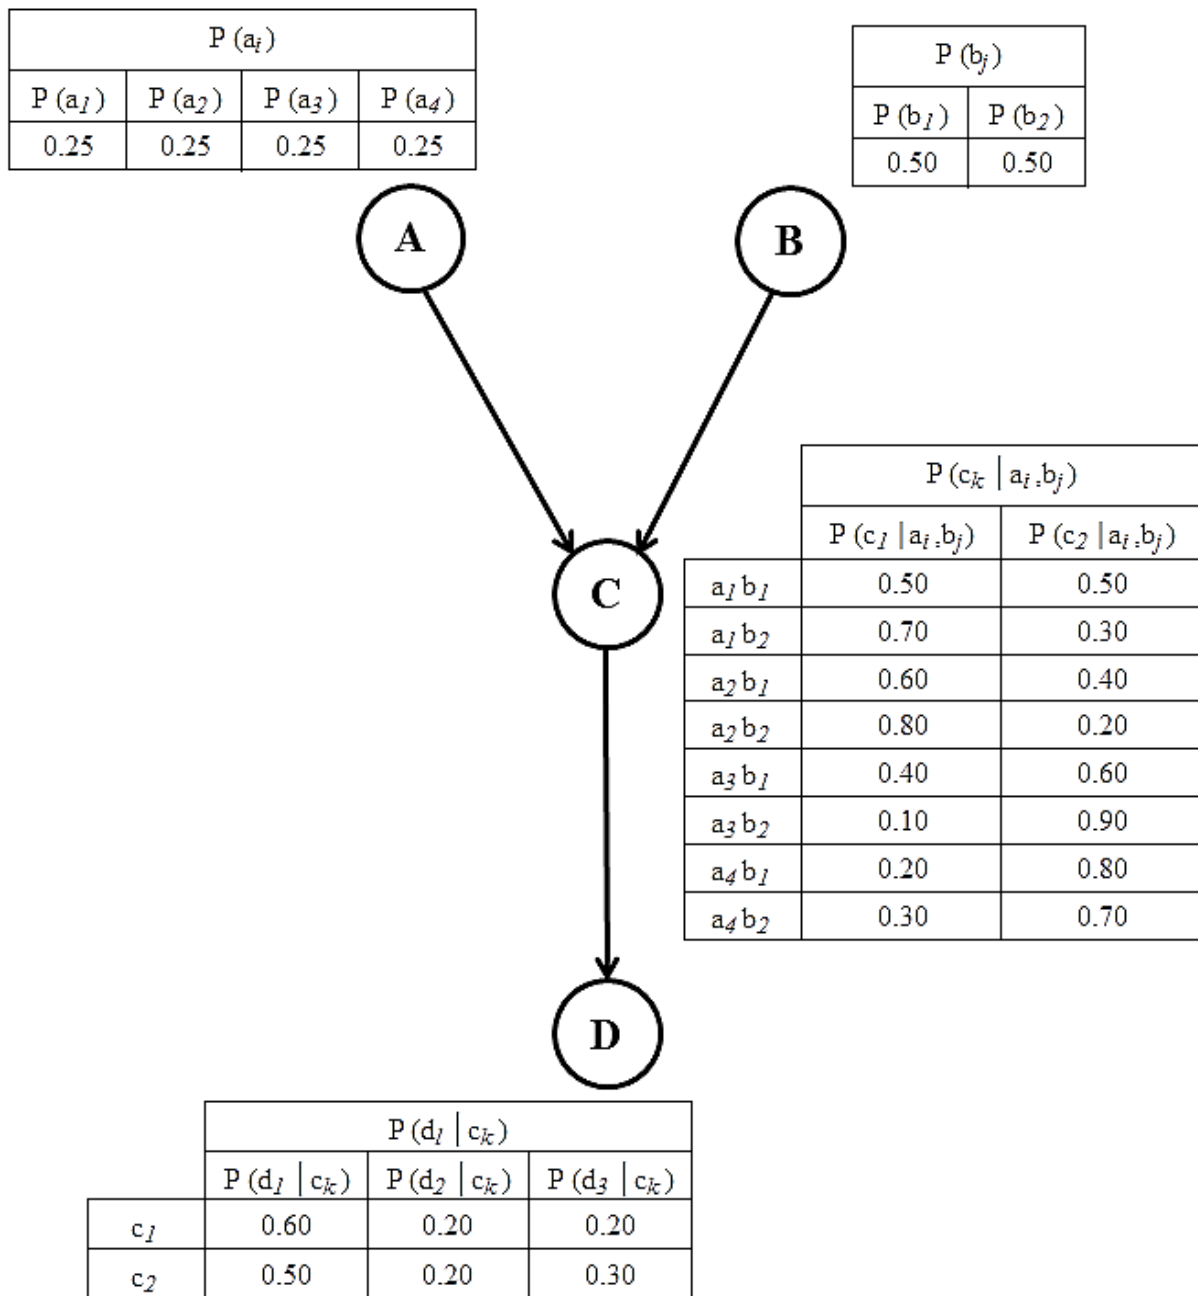 P (aᵢ)
P (a₁) P (a₂) P (a₃) P (a₄)
0.25 0.25 0.25 0.25
P (bⱼ)
P (b₁) P (b₂)
0.50 0.50
A
B
P (cₖ | aᵢ,bⱼ)
P (c₁ | aᵢ,bⱼ) P (c₂ | aᵢ,bⱼ)
a₁ b₁ 0.50 0.50
a₁ b₂ 0.70 0.30
a₂ b₁ 0.60 0.40
a₂ b₂ 0.80 0.20
a₃ b₁ 0.40 0.60
a₃ b₂ 0.10 0.90
a₄ b₁ 0.20 0.80
a₄ b₂ 0.30 0.70
C
D
P (dₗ | cₖ)
P (d₁ | cₖ) P (d₂ | cₖ) P (d₃ | cₖ)
c₁ 0.60 0.20 0.20
c₂ 0.50 0.20 0.30